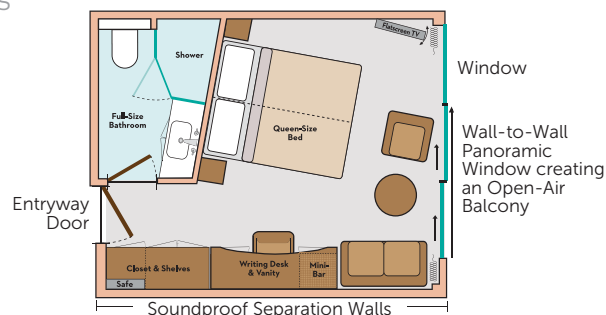 S
Flatscreen TV
Shower
Window
Full-Size
Bathroom
Queen-Size
Bed
Wall-to-Wall
Panoramic
Window creating
an Open-Air
Balcony
Entryway
Door
Closet & Shelves
Writing Desk
& Vanity
Mini-
Bar
Safe
Soundproof Separation Walls